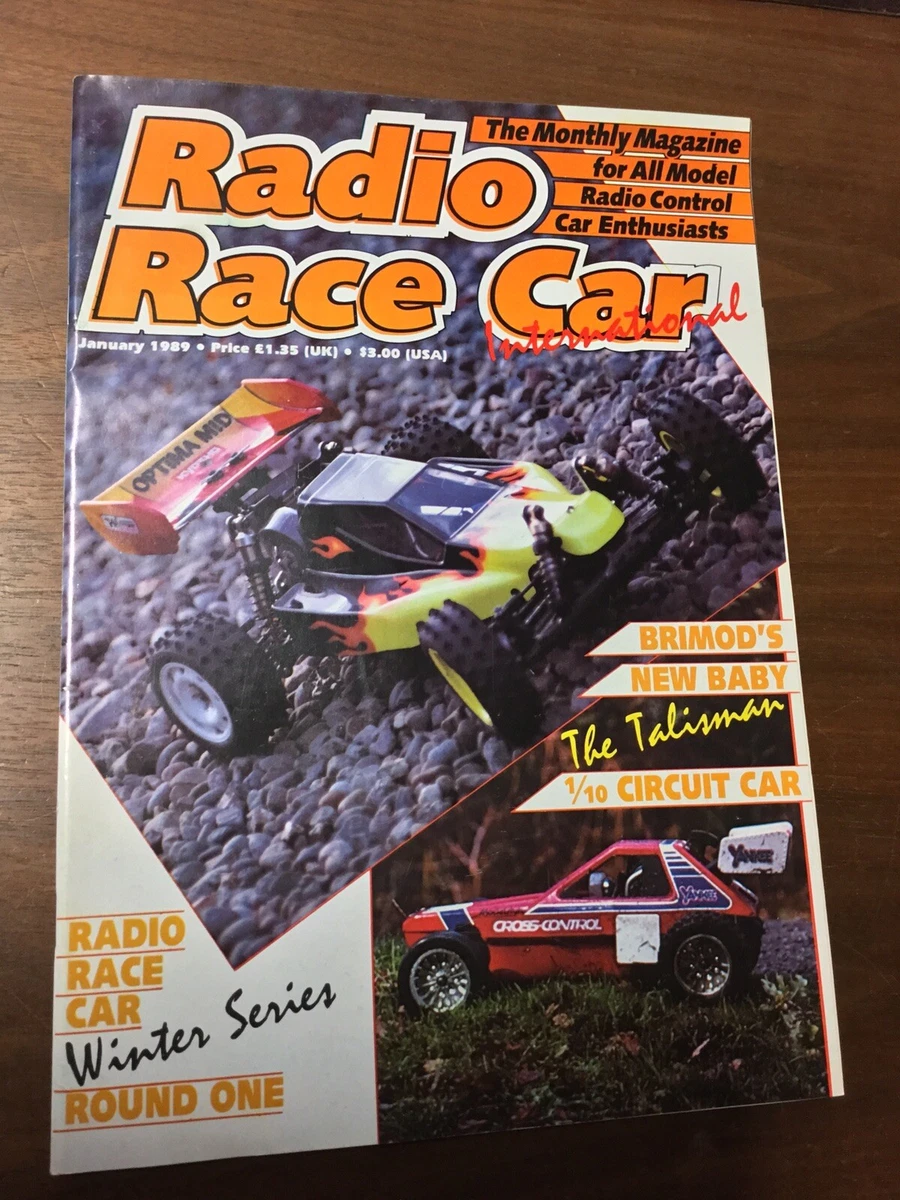 Radio
Race Car
International
The Monthly Magazine
for All Model
Radio Control
Car Enthusiasts
January 1989 • Price £1.35 (UK) • $3.00 (USA)
OPTIMA MID
BRIMOD'S
NEW BABY
The Talisman
1/10 CIRCUIT CAR
YANKEE
YANKEE
CROSS-CONTROL
RADIO
RACE
CAR
Winter Series
ROUND ONE